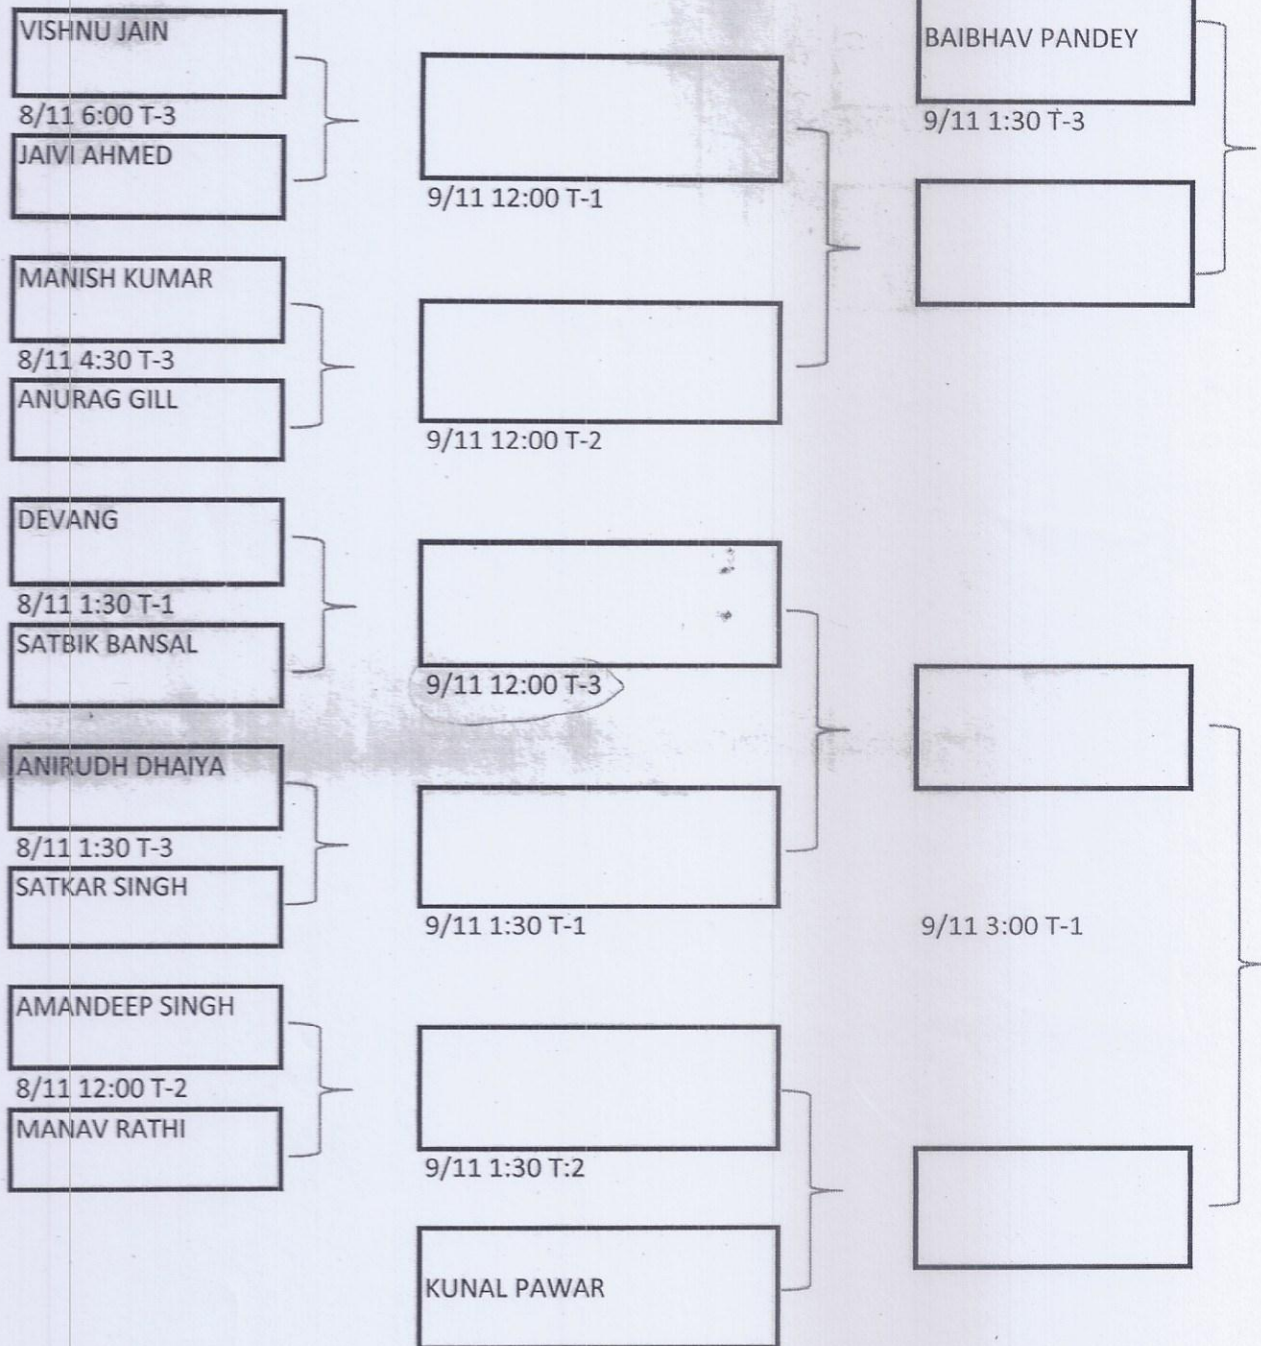 VISHNU JAIN
8/11 6:00 T-3
JAIVI AHMED
MANISH KUMAR
8/11 4:30 T-3
ANURAG GILL
DEVANG
8/11 1:30 T-1
SATBIK BANSAL
ANIRUDH DHAIYA
8/11 1:30 T-3
SATKAR SINGH
AMANDEEP SINGH
8/11 12:00 T-2
MANAV RATHI
9/11 12:00 T-1
9/11 12:00 T-2
9/11 12:00 T-3
9/11 1:30 T-1
9/11 1:30 T:2
KUNAL PAWAR
BAIBHAV PANDEY
9/11 1:30 T-3
9/11 3:00 T-1